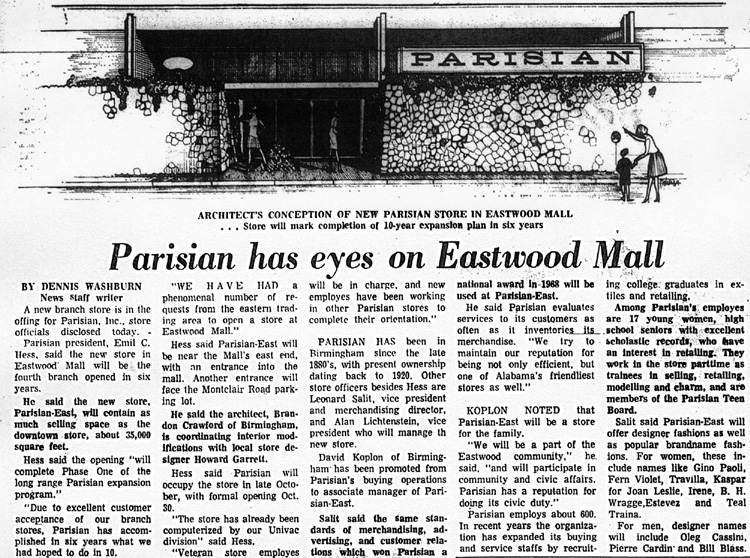 PARISIAN
ARCHITECT'S CONCEPTION OF NEW PARISIAN STORE IN EASTWOOD MALL
. . . Store will mark completion of 10-year expansion plan in six years
Parisian has eyes on Eastwood Mall
BY DENNIS WASHBURN
News staff writer
A new branch store is in the
offing for Parisian, Inc., store
officials disclosed today.
Parisian president, Emil C.
Hess, said the new store in
Eastwood Mall will be the
fourth branch opened in six
years.
He said the new store,
Parisian-East, will contain as
much selling space as the
downtown store, about 35,000
square feet.
Hess said the opening "will
complete Phase One of the
long range Parisian expansion
program."
"Due to excellent customer
acceptance of our branch
stores, Parisian has accom-
plished in six years what we
had hoped to do in 10.
"WE HAVE HAD a
phenomenal number of re-
quests from the eastern trad-
ing area to open a store at
Eastwood Mall."
Hess said Parisian-East will
be near the Mall's east end,
with an entrance into the
mall. Another entrance will
face the Montclair Road park-
ing lot.
He said the architect, Bran-
don Crawford of Birmingham,
is coordinating interior mod-
ifications with local store de-
signer Howard Garrett.
Hess said Parisian will
occupy the store in late Octo-
ber, with formal opening Oct.
30.
"The store has already been
computerized by our Univac
division" said Hess.
"Veteran store employes
will be in charge, and new
employes have been working
in other Parisian stores to
complete their orientation."
PARISIAN HAS been in
Birmingham since the late
1880's, with present ownership
dating back to 1920. Other
store officers besides Hess are
Leonard Salit, vice president
and merchandising director,
and Alan Lichtenstein, vice
president who will manage th
new store.
David Koplon of Birming-
ham has been promoted from
Parisian's buying operations
to associate manager of Pari-
sian-East.
Salit said the same stan-
dards of merchandising, ad-
vertising, and customer rela-
tions which won Parisian a
national award in 1968 will be
used at Parisian-East.
He said Parisian evaluates
services to its customers as
often as it inventories its
merchandise. "We try to
maintain our reputation for
being not only efficient, but
one of Alabama's friendliest
stores as well."
KOPLON NOTED that
Parisian-East will be a store
for the family.
"We will be a part of the
Eastwood community," he
said, "and will participate in
community and civic affairs.
Parisian has a reputation for
doing its civic duty."
Parisian employs about 600.
In recent years the organiza-
tion has expanded its buying
and service staffs by recruit-
ing college graduates in ex-
tiles and retailing.
Among Parisian's employes
are 17 young women, high
school seniors with excellent
scholastic records, who have
an interest in retailing. They
work in the store partime as
trainees in selling, retailing,
modelling and charm, and are
members of the Parisian Teen
Board.
Salit said Parisian-East will
offer designer fashions as well
as popular brandname fash-
ions. For women, these in-
clude names like Gino Paoli,
Fern Violet, Travilla, Kaspar
for Joan Leslie, Irene, B. H.
Wragge,Estevez and Teal
Traina.
For men, designer names
will include Oleg Cassini,
Pierre Cardin and Bill Blass.